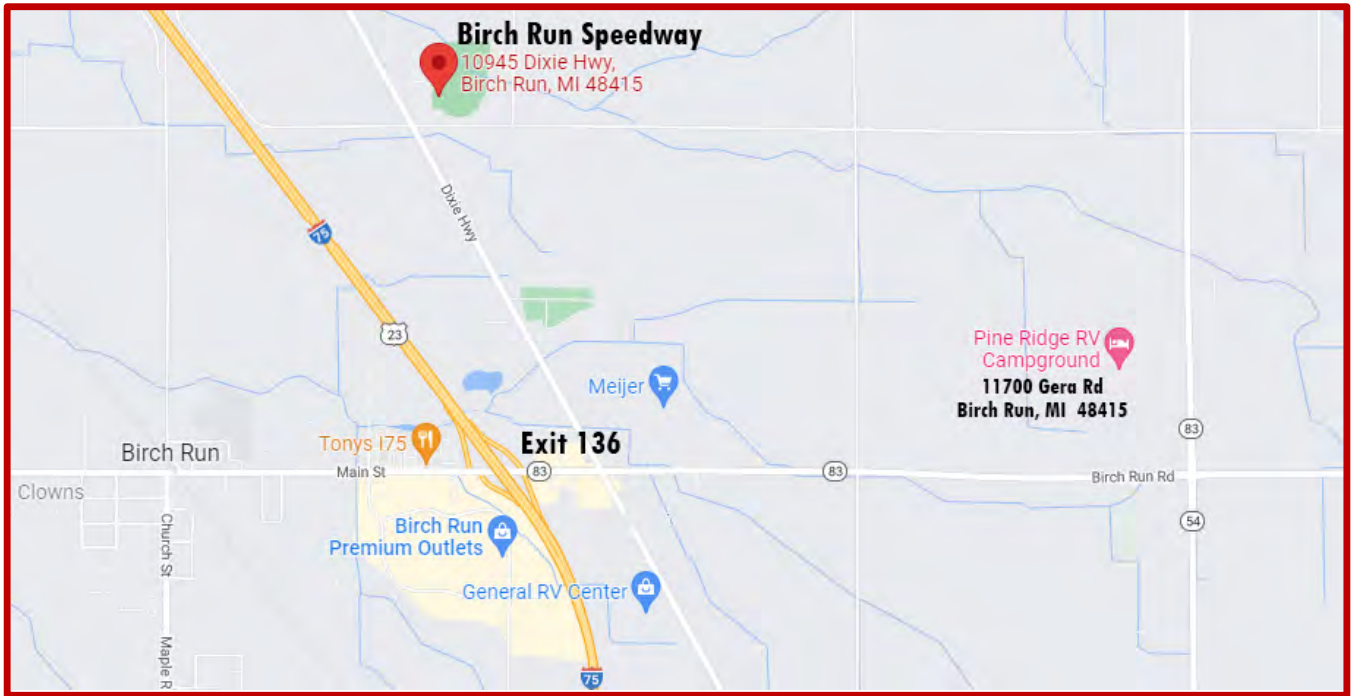 Birch Run Speedway
10945 Dixie Hwy,
Birch Run, MI 48415
Dixie Hwy
75
23
Pine Ridge RV
Campground
11700 Gera Rd
Birch Run, MI 48415
Meijer
83
Tonys I75
Exit 136
Birch Run
Main St
83
83
Birch Run Rd
Clowns
54
Church St
Birch Run
Premium Outlets
General RV Center
Maple R
75